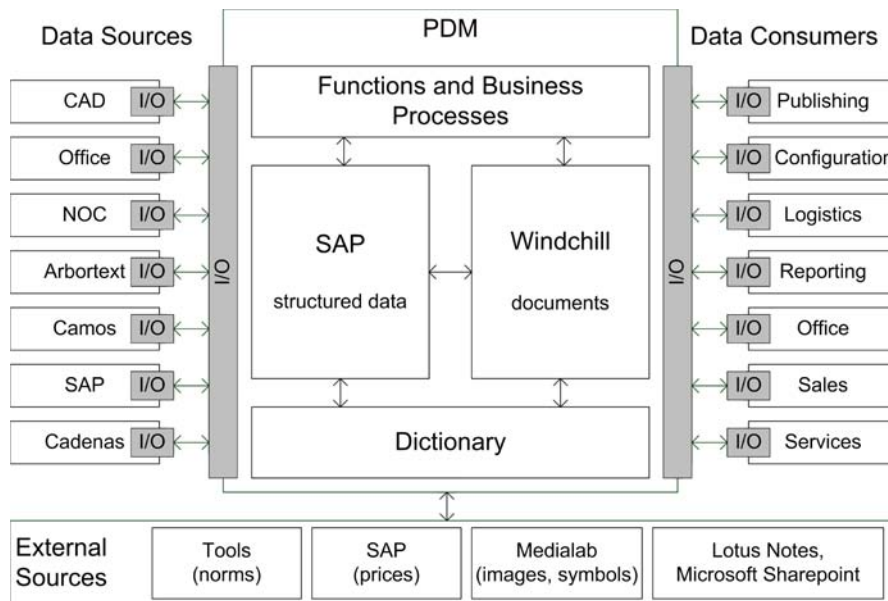 Data Sources
PDM
Data Consumers
CAD
I/O
Office
I/O
NOC
I/O
Arbortext
I/O
Camos
I/O
SAP
I/O
Cadenas
I/O
I/O
Functions and Business
Processes
SAP
structured data
Windchill
documents
Dictionary
I/O
I/O
Publishing
I/O
Configuration
I/O
Logistics
I/O
Reporting
I/O
Office
I/O
Sales
I/O
Services
External
Sources
Tools
(norms)
SAP
(prices)
Medialab
(images, symbols)
Lotus Notes,
Microsoft Sharepoint